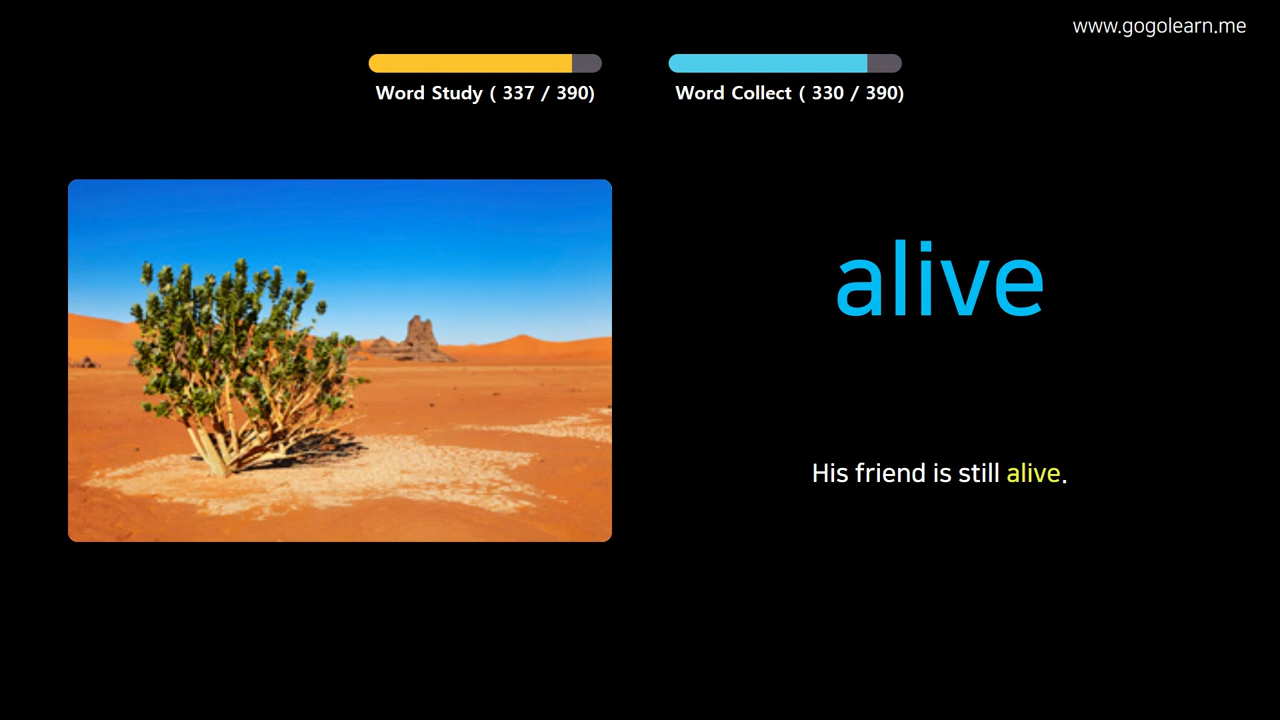 www.gogolearn.me
Word Study ( 337 / 390)
Word Collect ( 330 / 390)
alive
His friend is still alive.